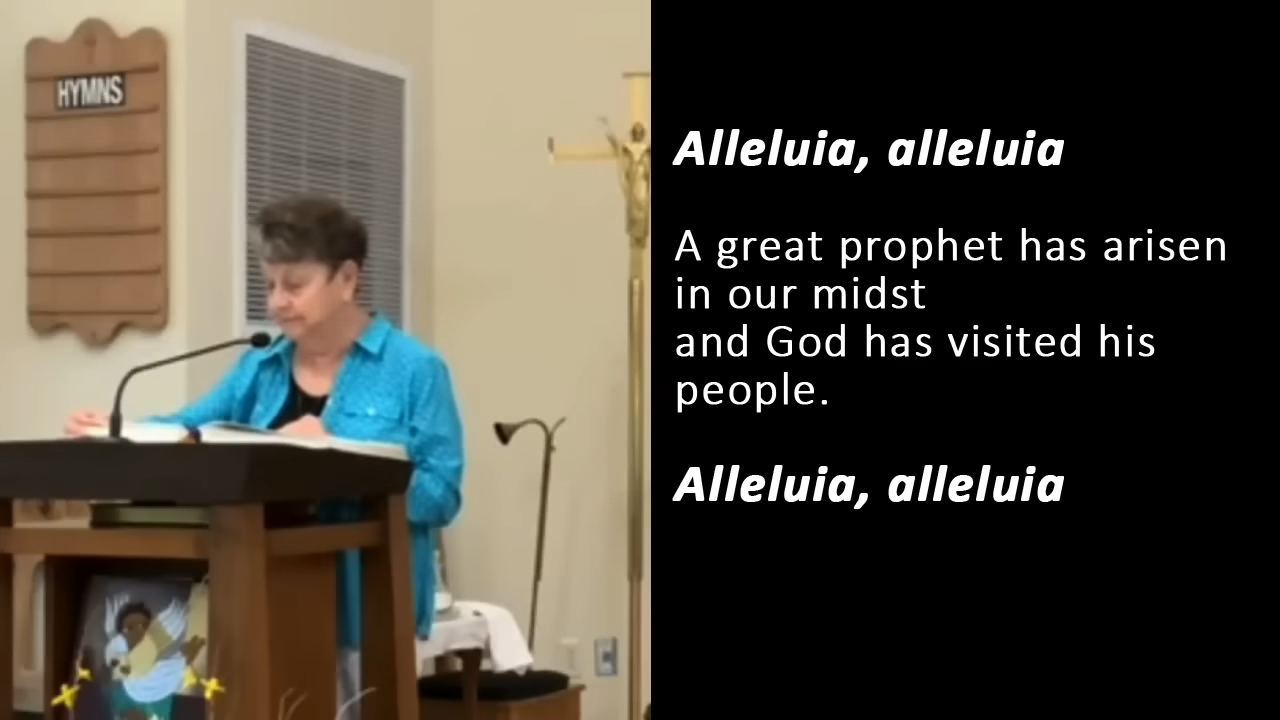 HYMNS
Alleluia, alleluia
A great prophet has arisen
in our midst
and God has visited his
people.
Alleluia, alleluia